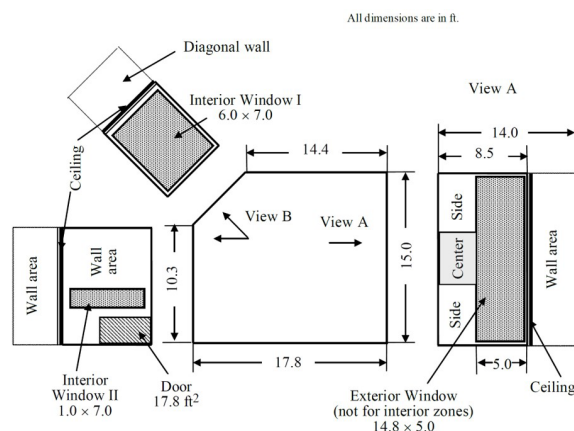 All dimensions are in ft.
Diagonal wall
View A
Interior Window I
6.0 × 7.0
14.0
8.5
14.4
Ceiling
View B
View A
Side
Center
Side
Wall area
Wall area
Wall
area
10.3
15.0
17.8
5.0
Interior
Window II
1.0 × 7.0
Door
17.8 ft²
Exterior Window
(not for interior zones)
14.8 × 5.0
Ceiling